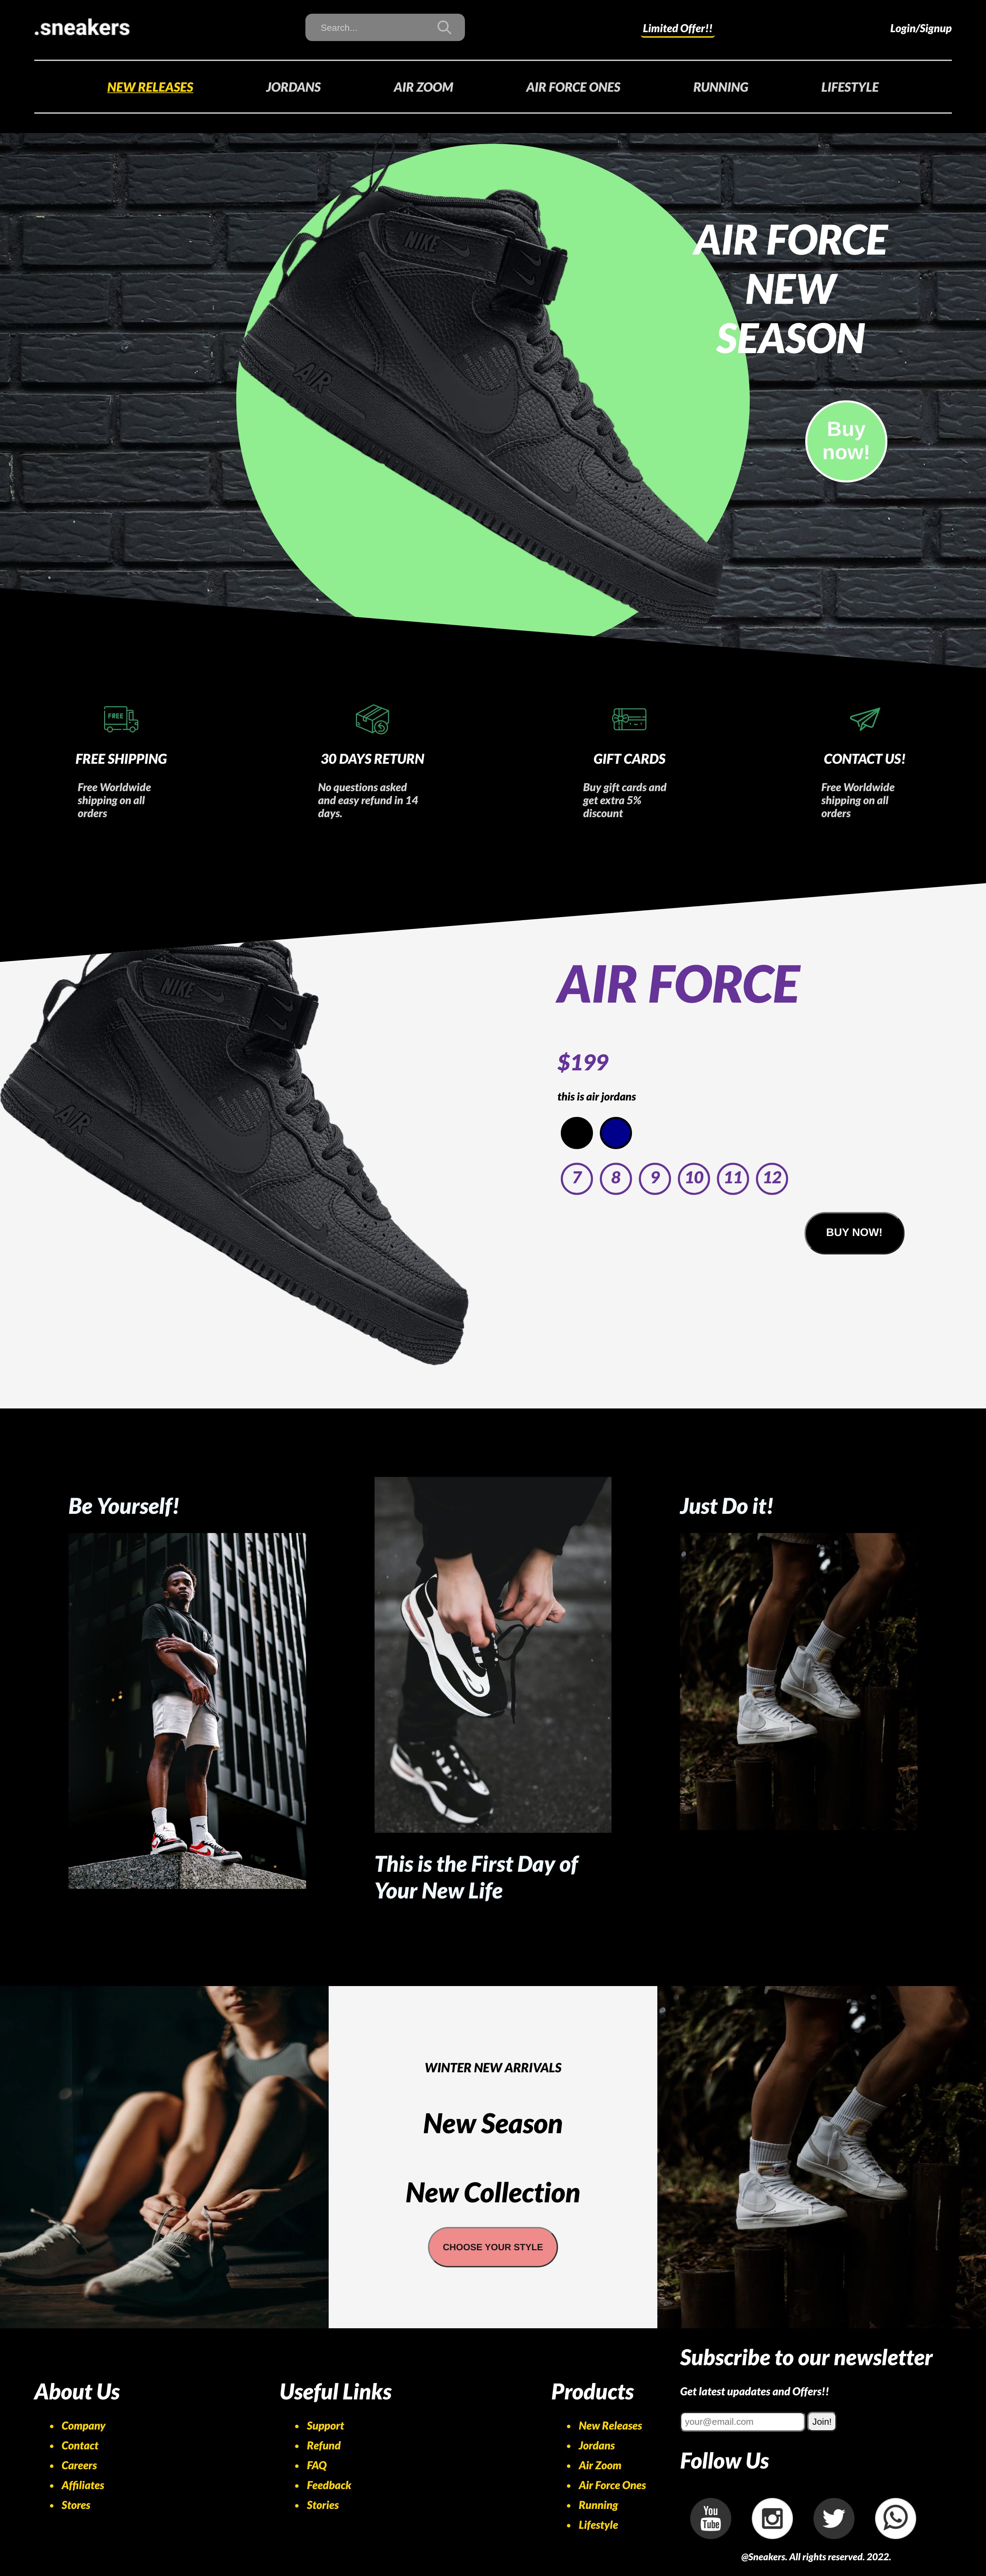 .sneakers
Search...
Limited Offer!!
Login/Signup
NEW RELEASES
JORDANS
AIR ZOOM
AIR FORCE ONES
RUNNING
LIFESTYLE
NIKE
AIR
AIR FORCE
NEW
SEASON
Buy
now!
FREE
FREE SHIPPING
Free Worldwide
shipping on all
orders
30 DAYS RETURN
No questions asked
and easy refund in 14
days.
GIFT CARDS
Buy gift cards and
get extra 5%
discount
CONTACT US!
Free Worldwide
shipping on all
orders
NIKE
AIR
AIR FORCE
$199
this is air jordans
7 8 9 10 11 12
BUY NOW!
Be Yourself!
This is the First Day of
Your New Life
Just Do it!
WINTER NEW ARRIVALS
New Season
New Collection
CHOOSE YOUR STYLE
About Us
Company
Contact
Careers
Affiliates
Stores
Useful Links
Support
Refund
FAQ
Feedback
Stories
Products
New Releases
Jordans
Air Zoom
Air Force Ones
Running
Lifestyle
Subscribe to our newsletter
Get latest upadates and Offers!!
your@email.com
Join!
Follow Us
You
Tube
@Sneakers. All rights reserved. 2022.